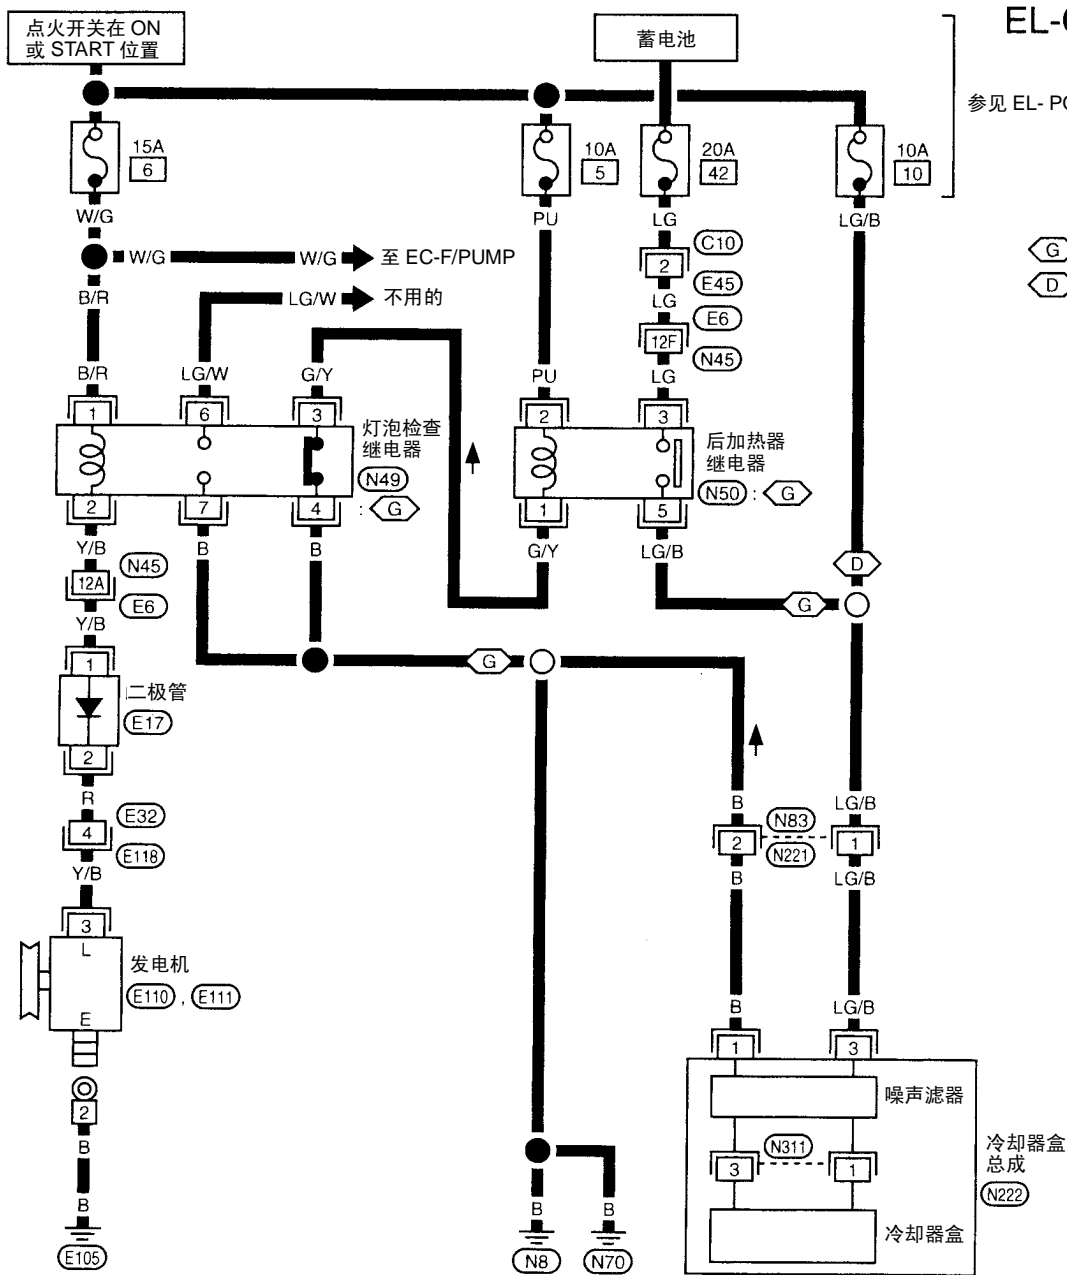 EL-C
点火开关在 ON
或 START 位置
蓄电池
参见 EL- PO
15A
6
10A
5
20A
42
10A
10
W/G
PU
LG
LG/B
C10
2
E45
G
D
W/G
W/G
至 EC-F/PUMP
B/R
LG/W
不用的
LG
E6
12F
N45
B/R
LG/W
G/Y
PU
LG
1
6
3
灯泡检查
继电器
N49
: G
2
3
后加热器
继电器
N50 : G
2
7
4
1
5
Y/B
B
B
G/Y
LG/B
N45
12A
E6
D
G
Y/B
1
G
二极管
E17
2
R
E32
4
E118
Y/B
B
LG/B
N83
2
1
N221
B
LG/B
3
L
发电机
E110 , E111
E
B
LG/B
1
3
2
噪声滤器
B
N311
3
1
冷却器盒
总成
N222
B
B
B
冷却器盒
E105
N8
N70